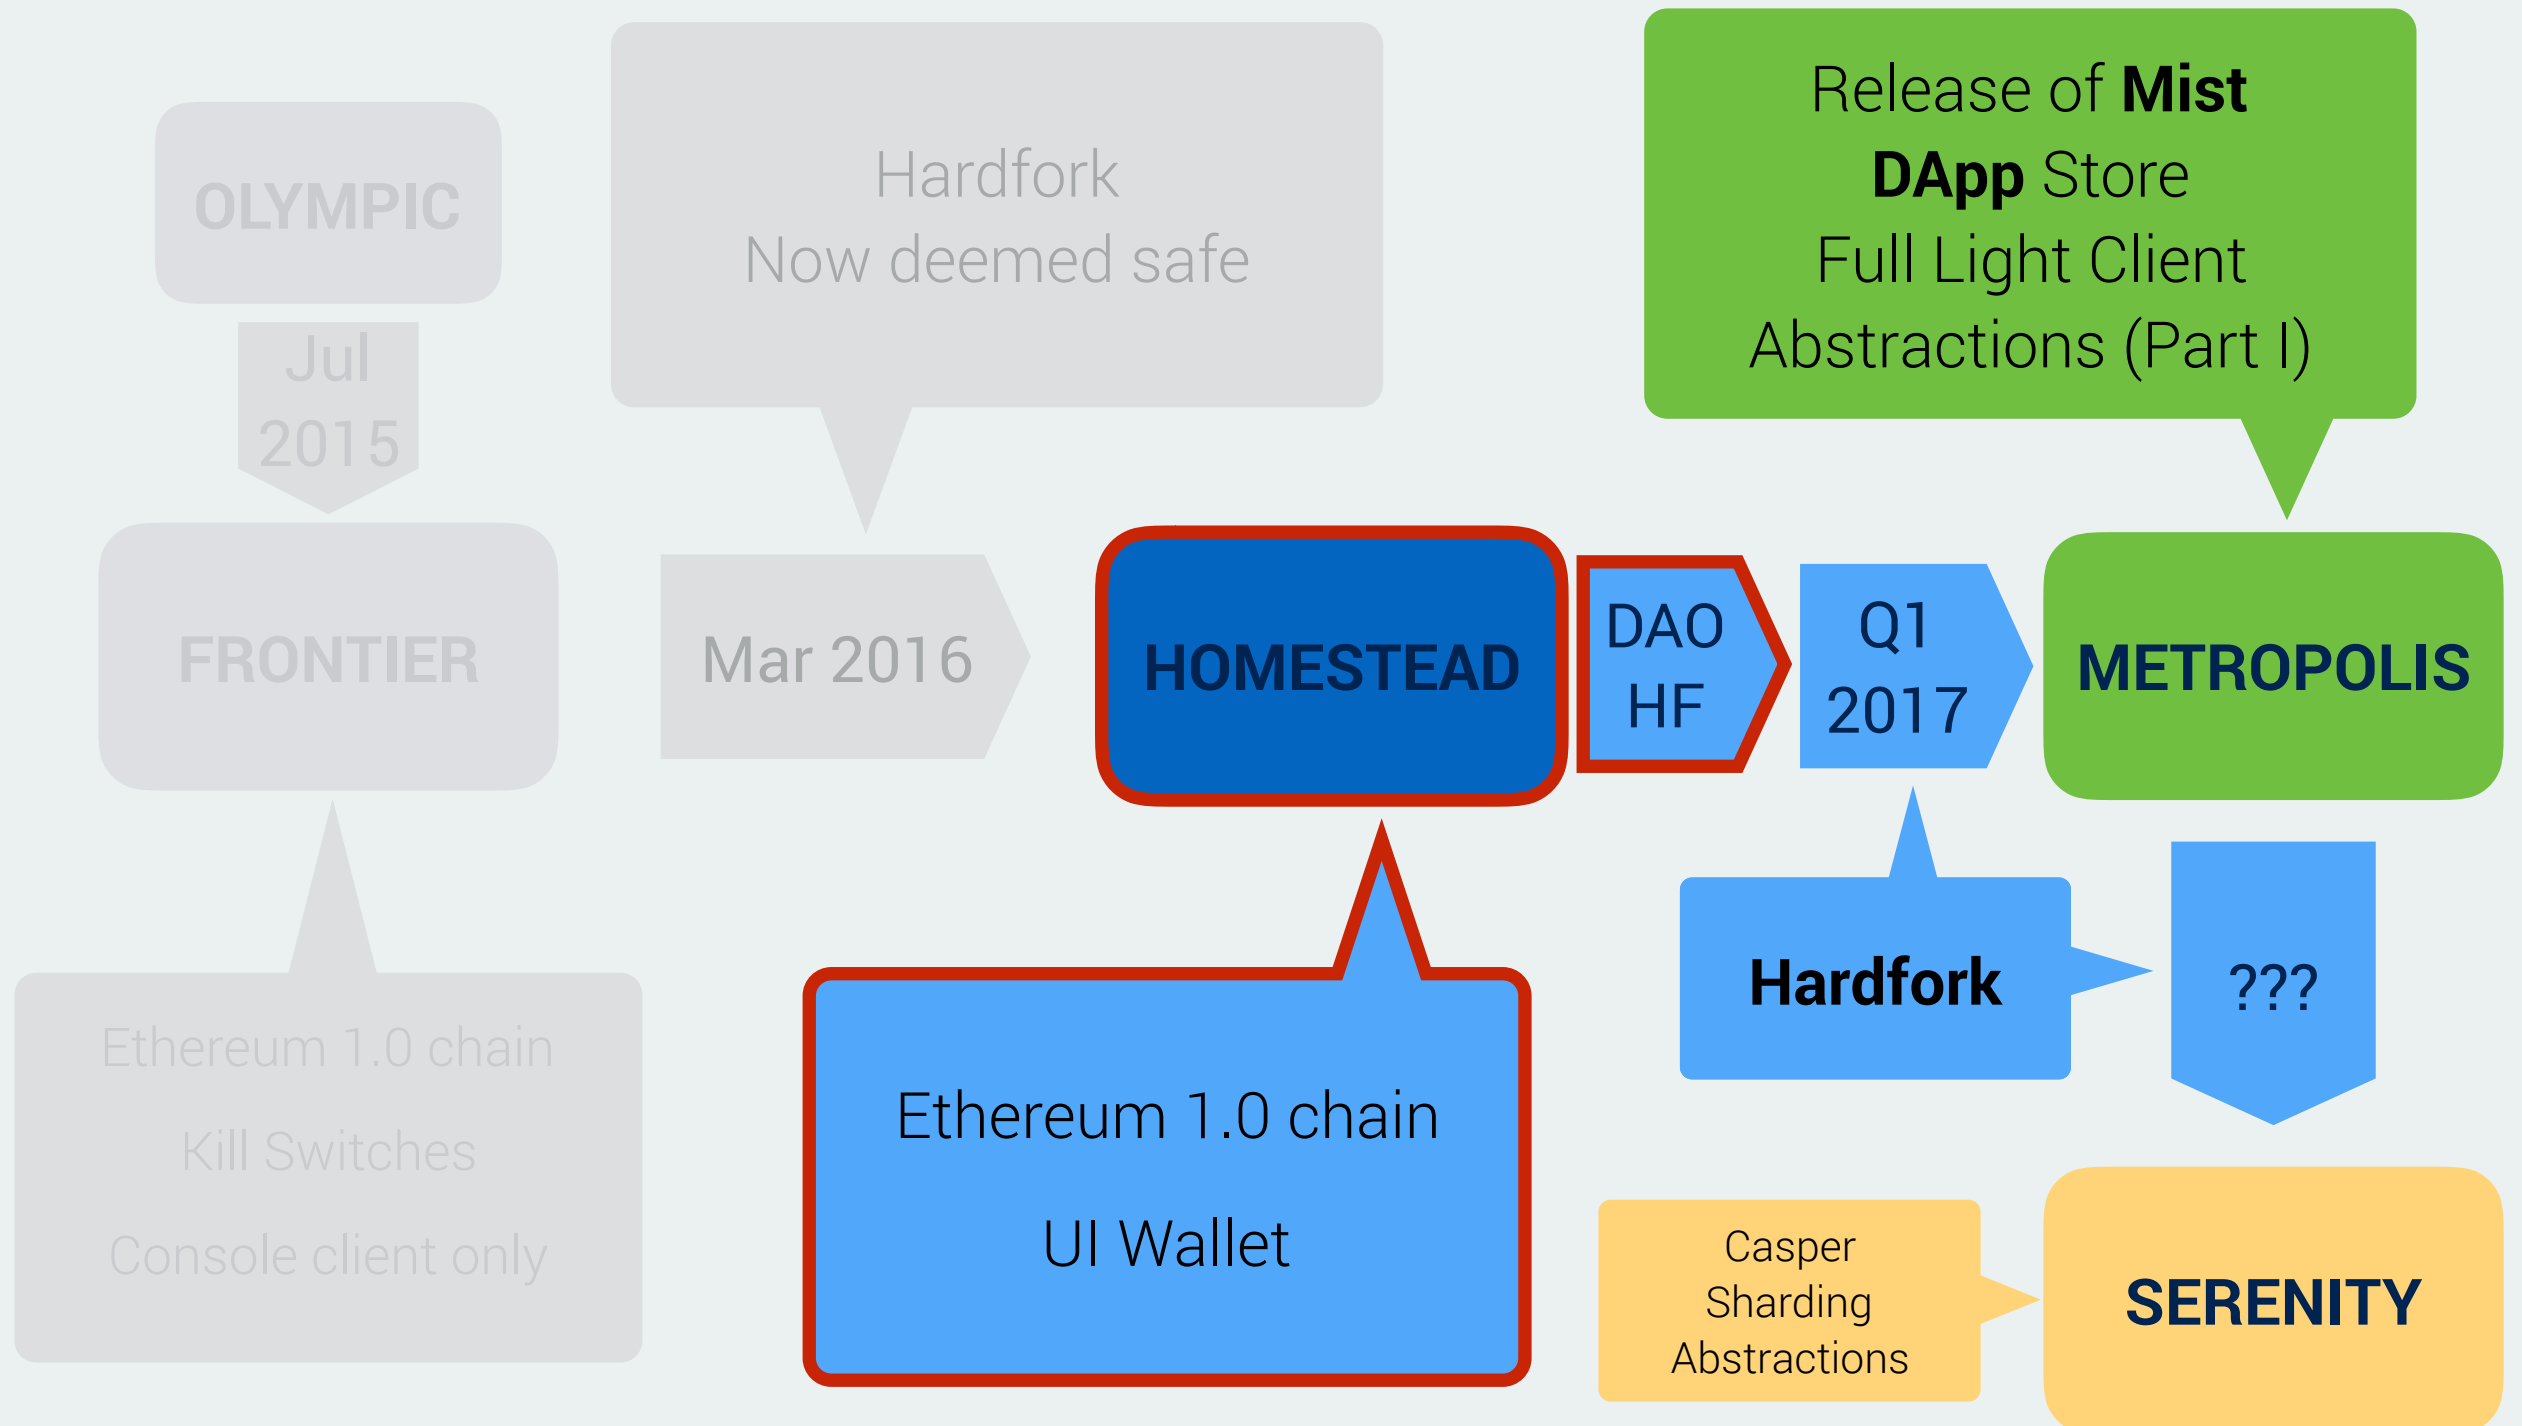 OLYMPIC
Jul
2015
FRONTIER
Ethereum 1.0 chain
Kill Switches
Console client only
Hardfork
Now deemed safe
Mar 2016
HOMESTEAD
Ethereum 1.0 chain
UI Wallet
DAO
HF
Q1
2017
Hardfork
Release of Mist
DApp Store
Full Light Client
Abstractions (Part I)
METROPOLIS
???
Casper
Sharding
Abstractions
SERENITY